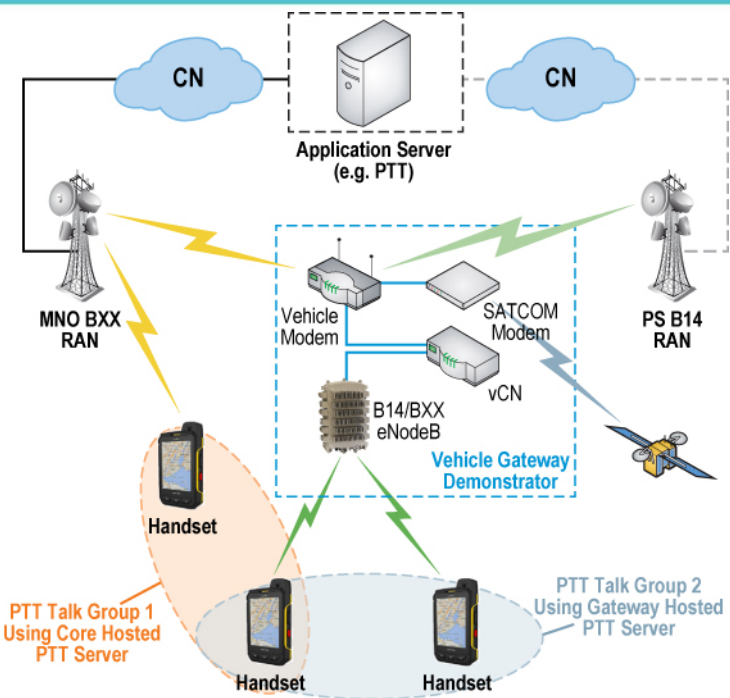 CN
CN
Application Server
(e.g. PTT)
MNO BXX
RAN
Vehicle
Modem
SATCOM
Modem
PS B14
RAN
vCN
B14/BXX
eNodeB
Vehicle Gateway
Demonstrator
Handset
PTT Talk Group 1
Using Core Hosted
PTT Server
PTT Talk Group 2
Using Gateway Hosted
PTT Server
Handset
Handset